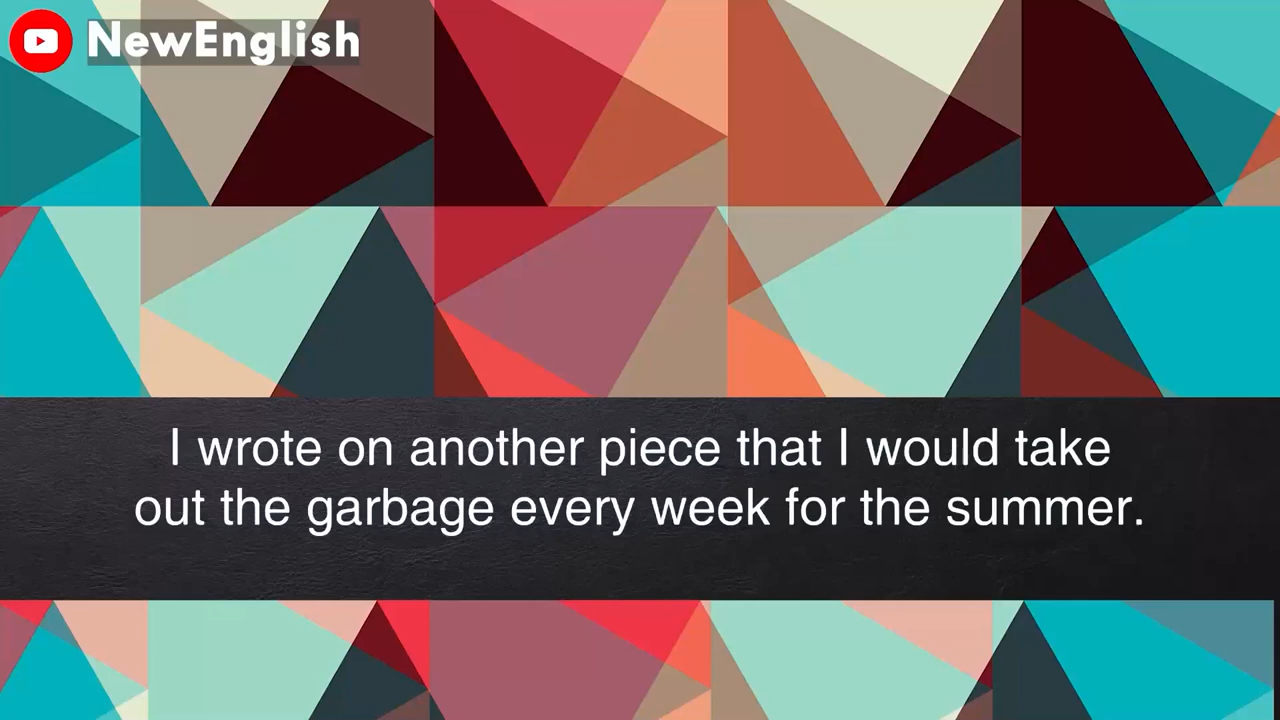 NewEnglish
I wrote on another piece that I would take
out the garbage every week for the summer.